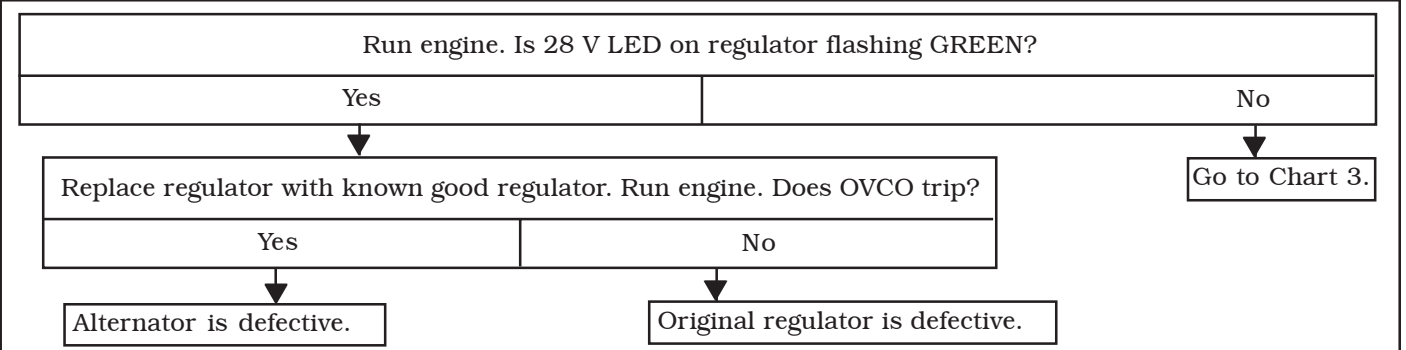 Run engine. Is 28 V LED on regulator flashing GREEN?
Yes
No
Replace regulator with known good regulator. Run engine. Does OVCO trip?
Go to Chart 3.
Yes
No
Alternator is defective.
Original regulator is defective.